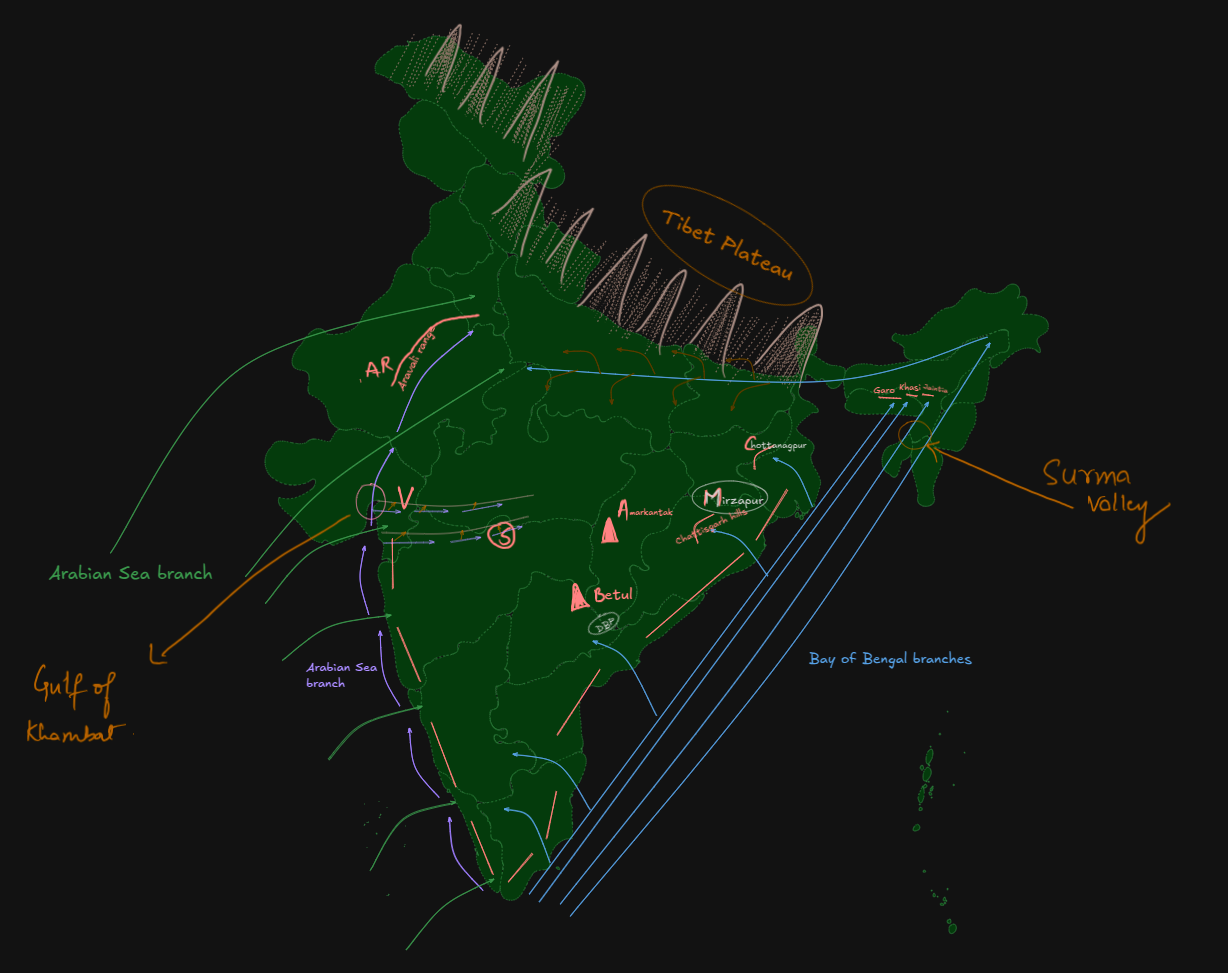 Tibet Plateau
AR
Aravali range
Garo Khasi Jaintia
Chottanagpur
Surma
Valley
V
Mirzapur
Amarkantak
Chattisgarh hills
S
Arabian Sea branch
Betul
DBP
Arabian Sea
branch
Bay of Bengal branches
Gulf of
Khambat